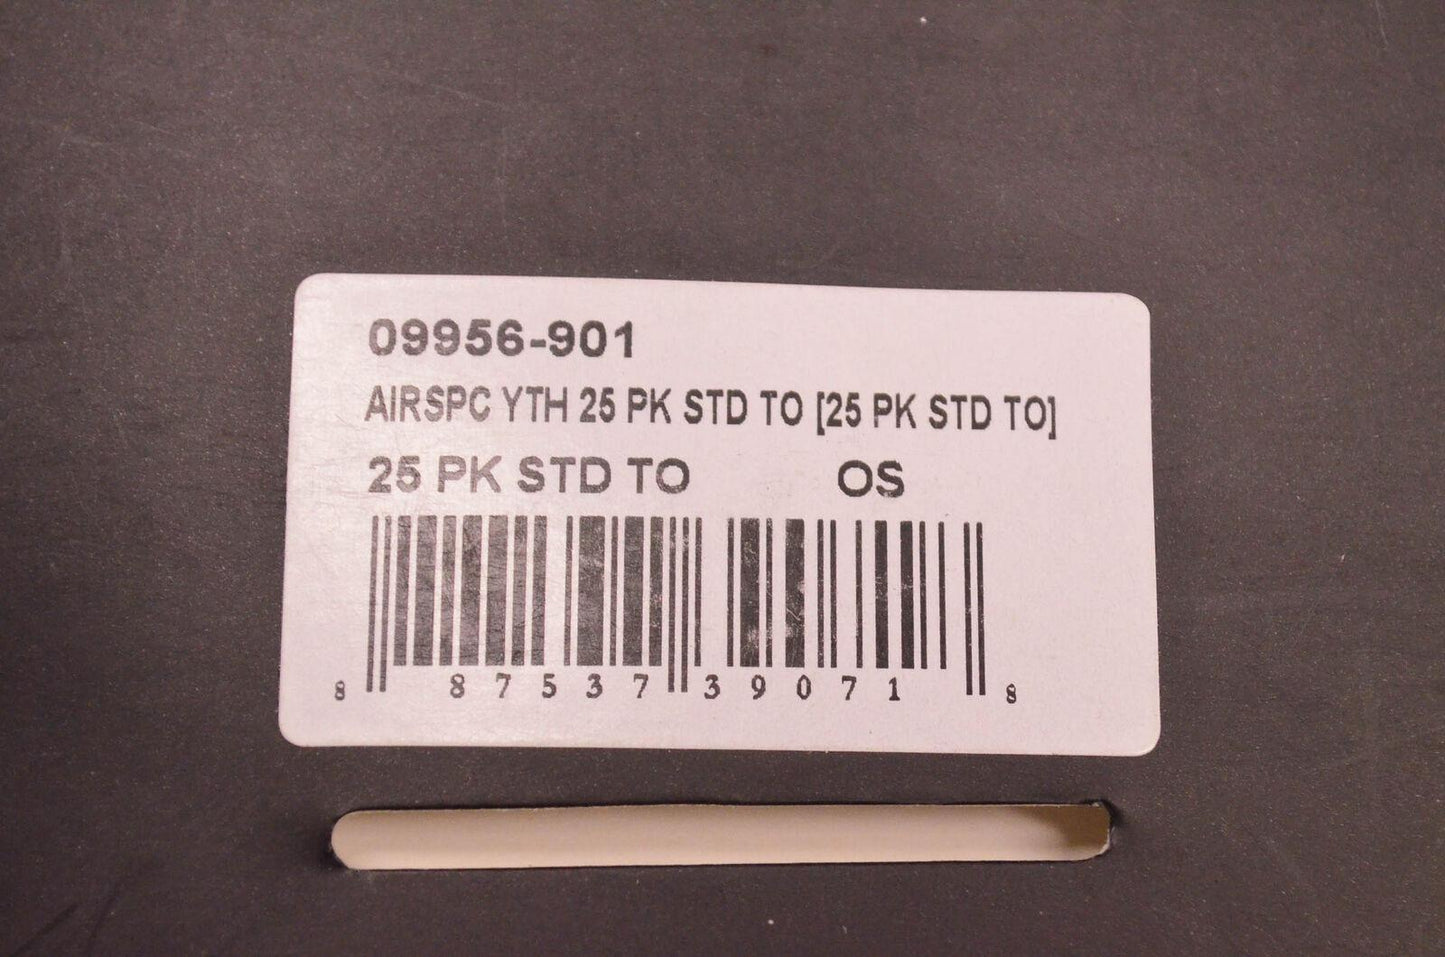 09956-901
AIRSPC YTH 25 PK STD TO [25 PK STD TO]
25 PK STD TO OS
8 87537 39071 8